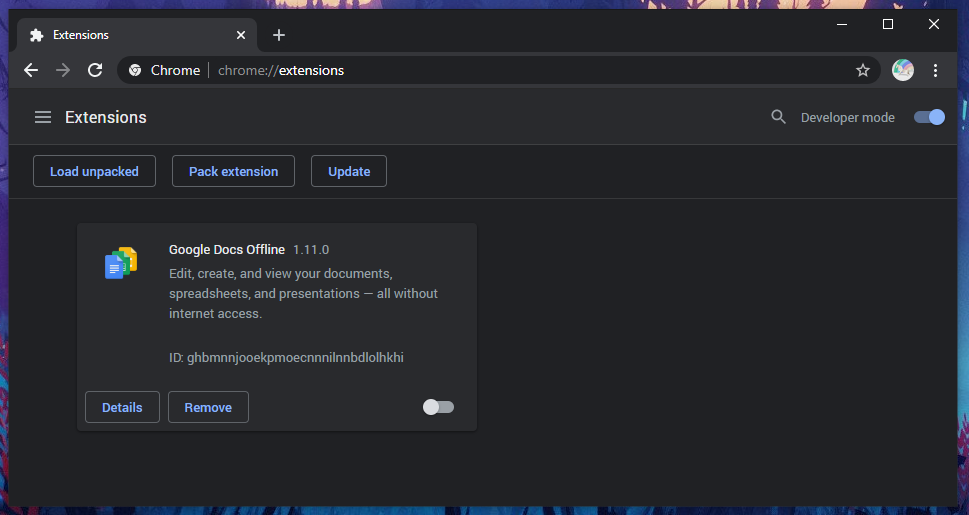 Extensions
Chrome
chrome://extensions
Extensions
Developer mode
Load unpacked
Pack extension
Update
Google Docs Offline 1.11.0
Edit, create, and view your documents,
spreadsheets, and presentations — all without
internet access.
ID: ghbmnnjooekpmoecnnnilnnbdlolhkhi
Details
Remove